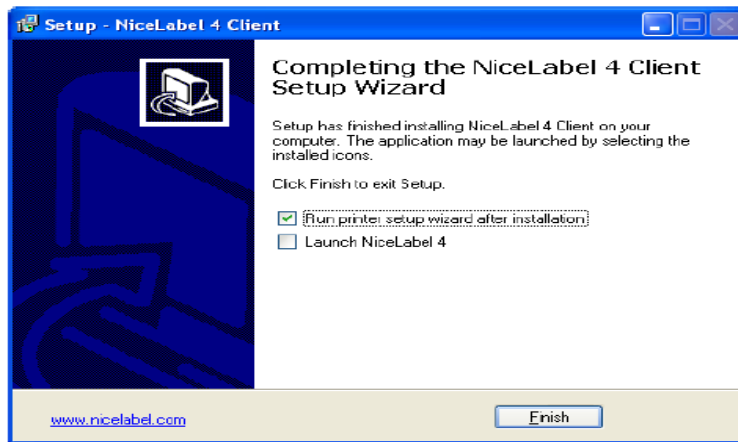 Setup - NiceLabel 4 Client
Completing the NiceLabel 4 Client
Setup Wizard
Setup has finished installing NiceLabel 4 Client on your
computer. The application may be launched by selecting the
installed icons.
Click Finish to exit Setup.
Run printer setup wizard after installation
Launch NiceLabel 4
www.nicelabel.com
Finish